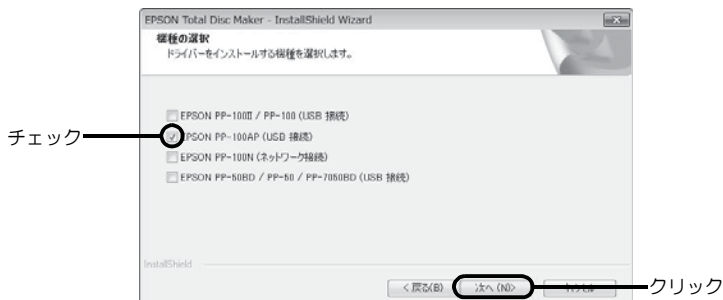 EPSON Total Disc Maker - InstallShield Wizard
機種の選択
ドライバーをインストールする機種を選択します。
EPSON PP-100II / PP-100 (USB 接続)
チェック
EPSON PP-100AP (USB 接続)
EPSON PP-100N (ネットワーク接続)
EPSON PP-50BD / PP-50 / PP-7050BD (USB 接続)
InstallShield
< 戻る(B) 次へ (N)>
クリック